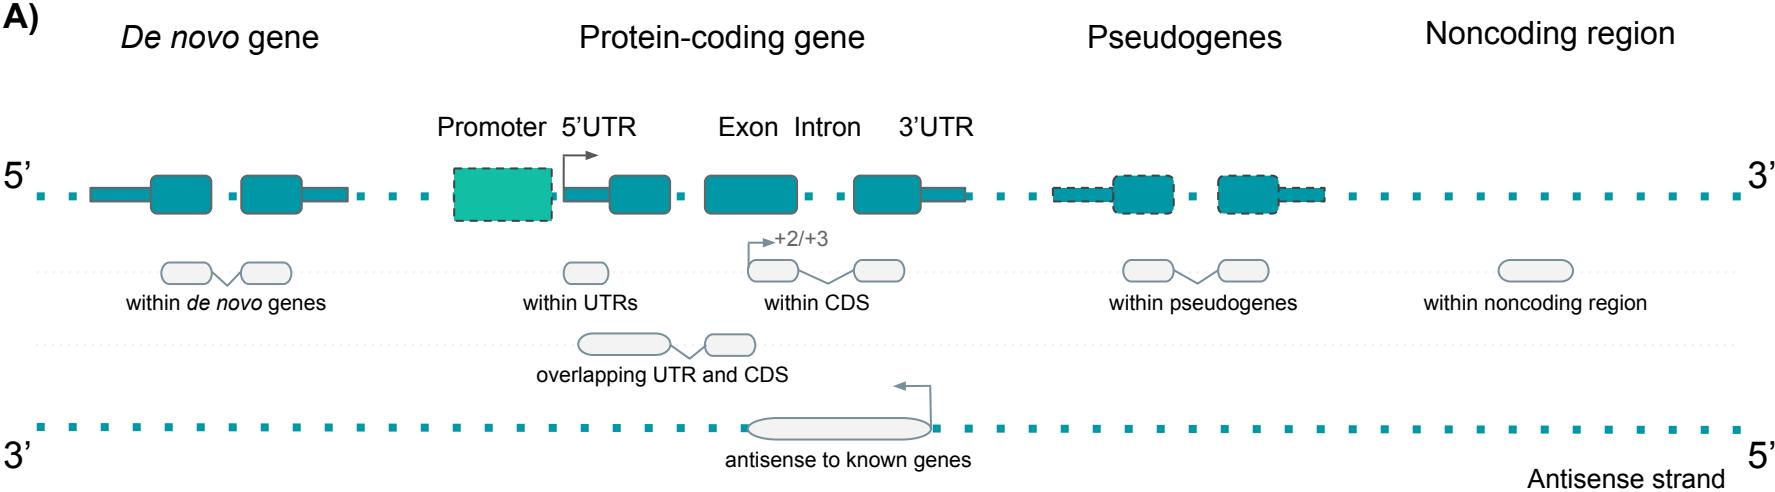 A)
De novo gene
Protein-coding gene
Pseudogenes
Noncoding region
Promoter
5’UTR
Exon
Intron
3’UTR
5’
3’
+2/+3
within de novo genes
within UTRs
within CDS
within pseudogenes
within noncoding region
overlapping UTR and CDS
3’
5’
antisense to known genes
Antisense strand